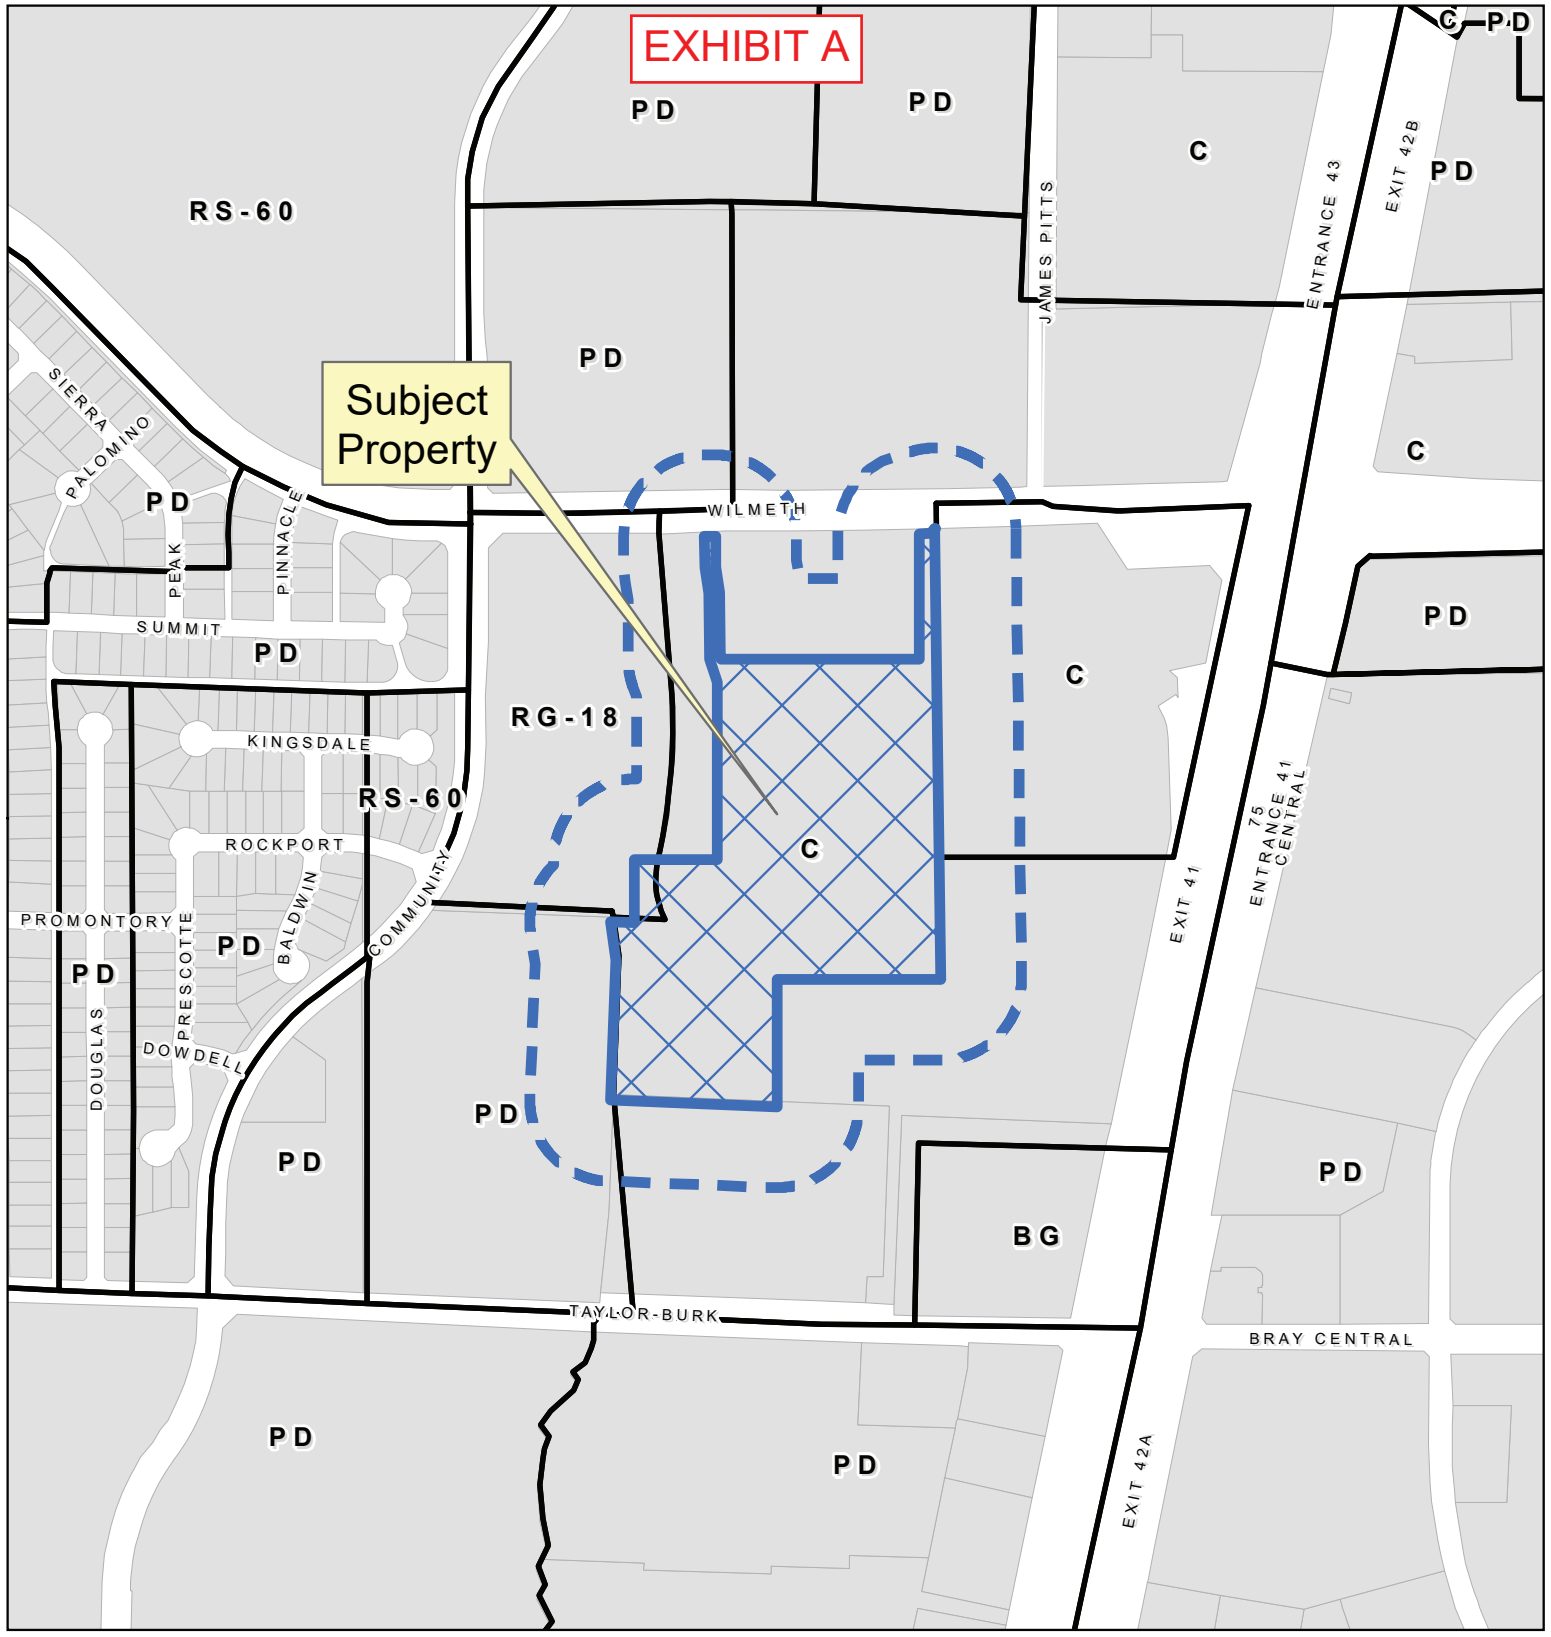 EXHIBIT A
C
PD
PD
PD
C
PD
RS-60
ENTRANCE 43
EXIT 42B
JAMES PITTS
PD
Subject
Property
SIERRA
PALOMINO
C
PD
PINNACLE
WILMETH
PEAK
SUMMIT
PD
PD
C
RG-18
KINGSDALE
RS-60
75
ENTRANCE 41
CENTRAL
ROCKPORT
C
COMMUNITY
BALDWIN
EXIT 41
PROMONTORY
PRESCOTTE
PD
PD
DOUGLAS
DOWDELL
PD
PD
PD
BG
TAYLOR-BURK
BRAY CENTRAL
PD
PD
EXIT 42A